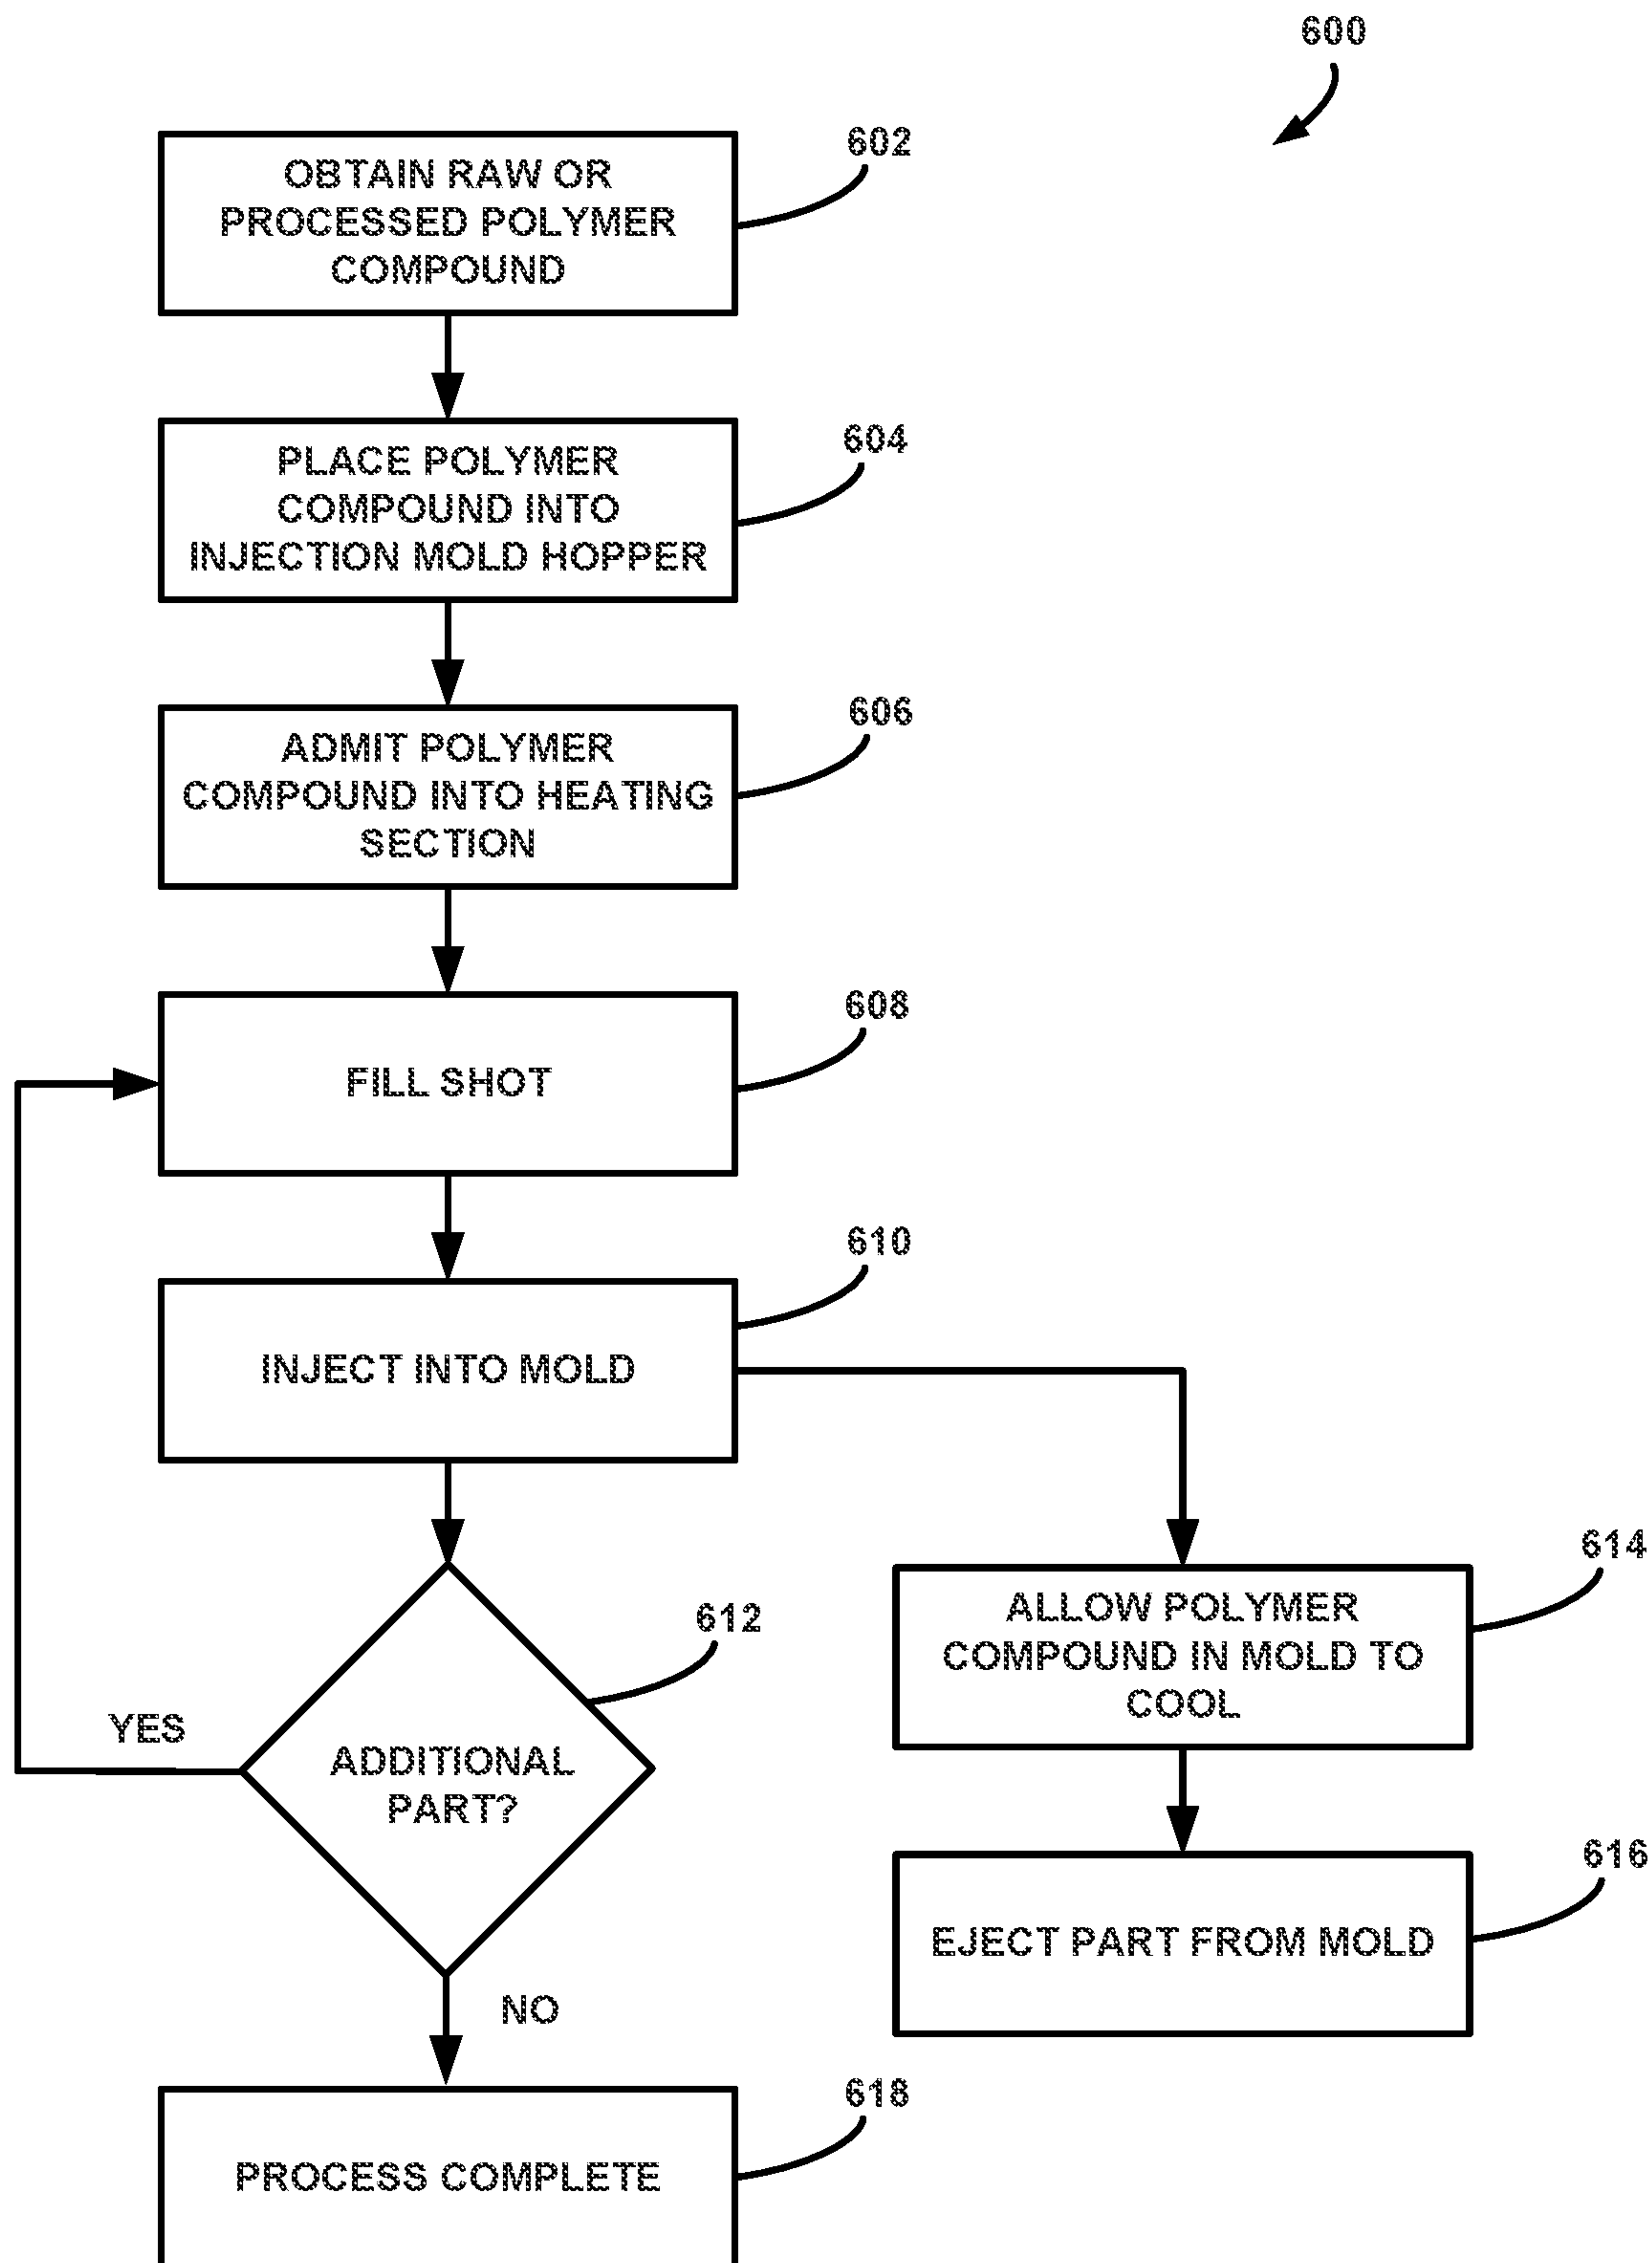 600
602
OBTAIN RAW OR
PROCESSED POLYMER
COMPOUND
604
PLACE POLYMER
COMPOUND INTO
INJECTION MOLD HOPPER
606
ADMIT POLYMER
COMPOUND INTO HEATING
SECTION
608
FILL SHOT
610
INJECT INTO MOLD
612
ADDITIONAL
PART?
YES
NO
614
ALLOW POLYMER
COMPOUND IN MOLD TO
COOL
616
EJECT PART FROM MOLD
618
PROCESS COMPLETE